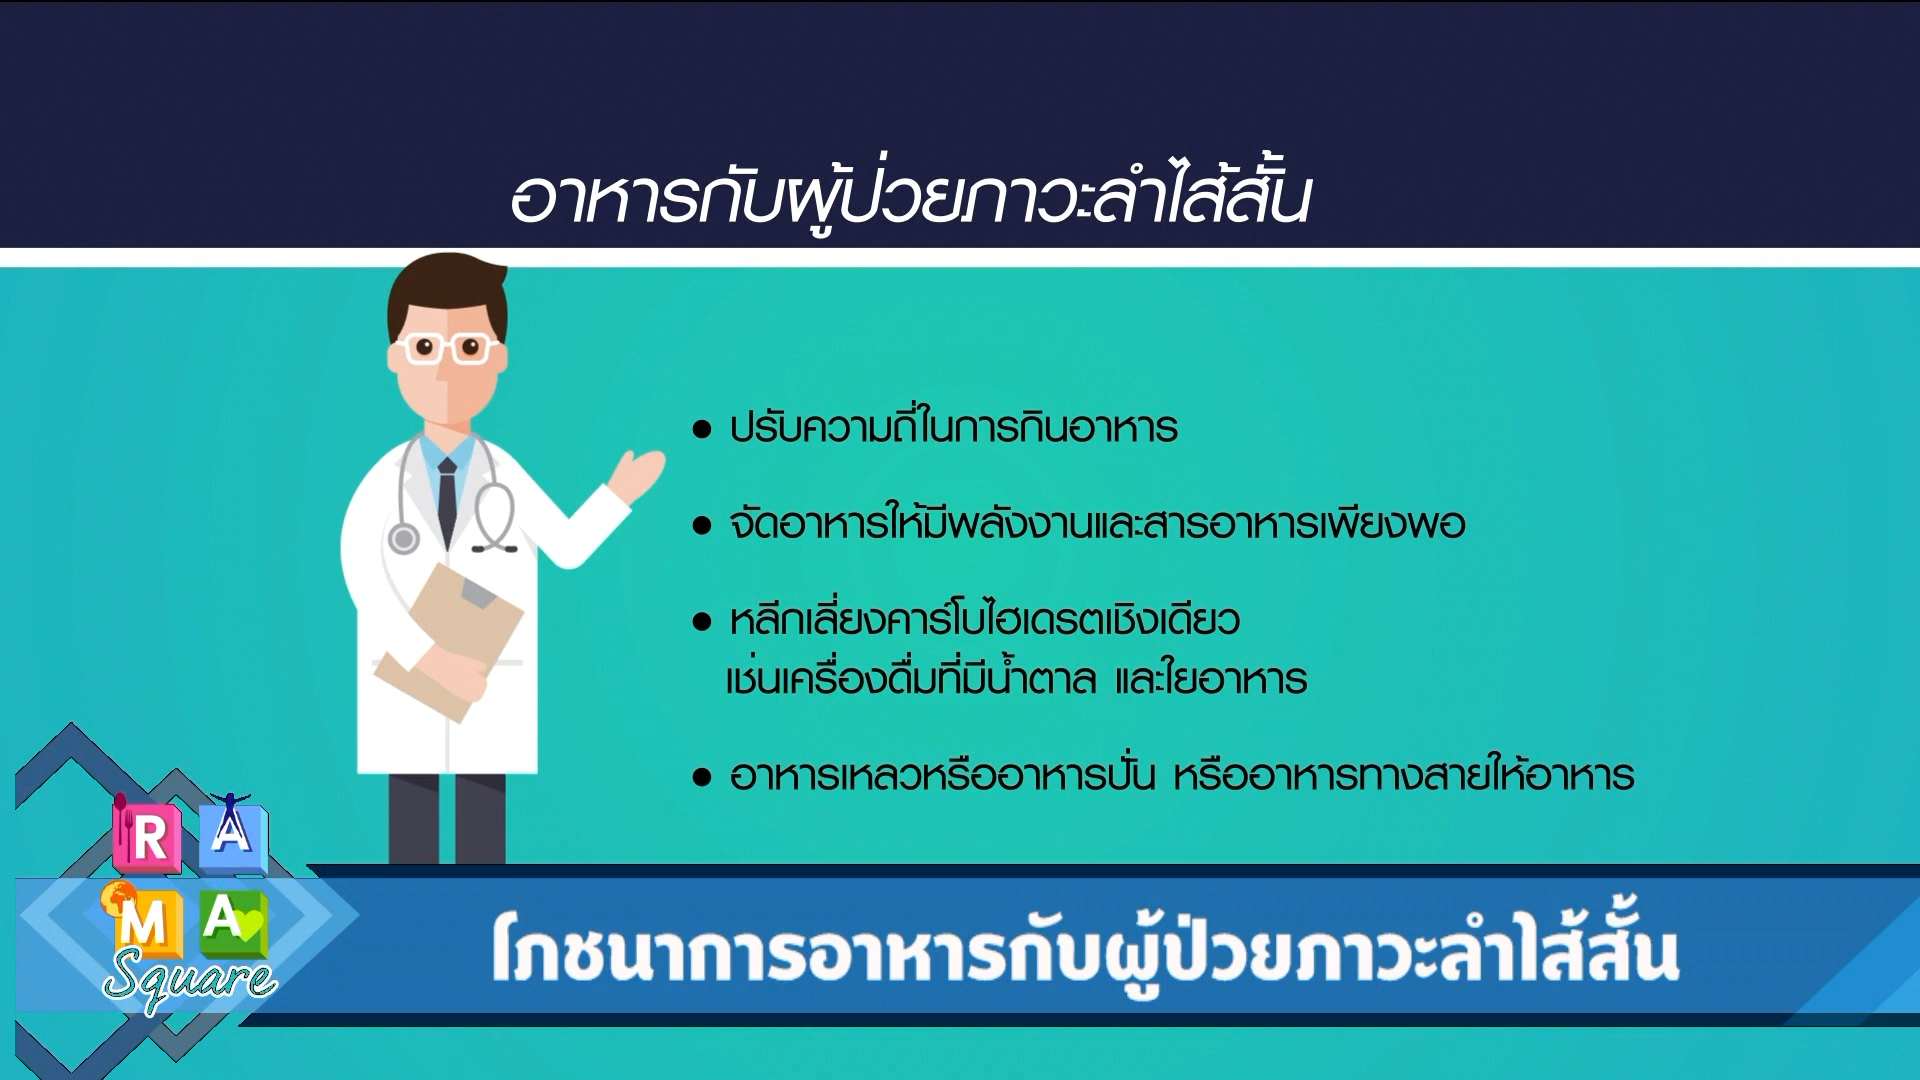 อาหารกับผู้ป่วยภาวะลำไส้สั้น
● ปรับความถี่ในการกินอาหาร
● จัดอาหารให้มีพลังงานและสารอาหารเพียงพอ
● หลีกเลี่ยงคาร์โบไฮเดรตเชิงเดียว
เช่นเครื่องดื่มที่มีน้ำตาล และใยอาหาร
● อาหารเหลวหรืออาหารปั่น หรืออาหารทางสายให้อาหาร
RA
MA
Square
โภชนาการอาหารกับผู้ป่วยภาวะลำไส้สั้น